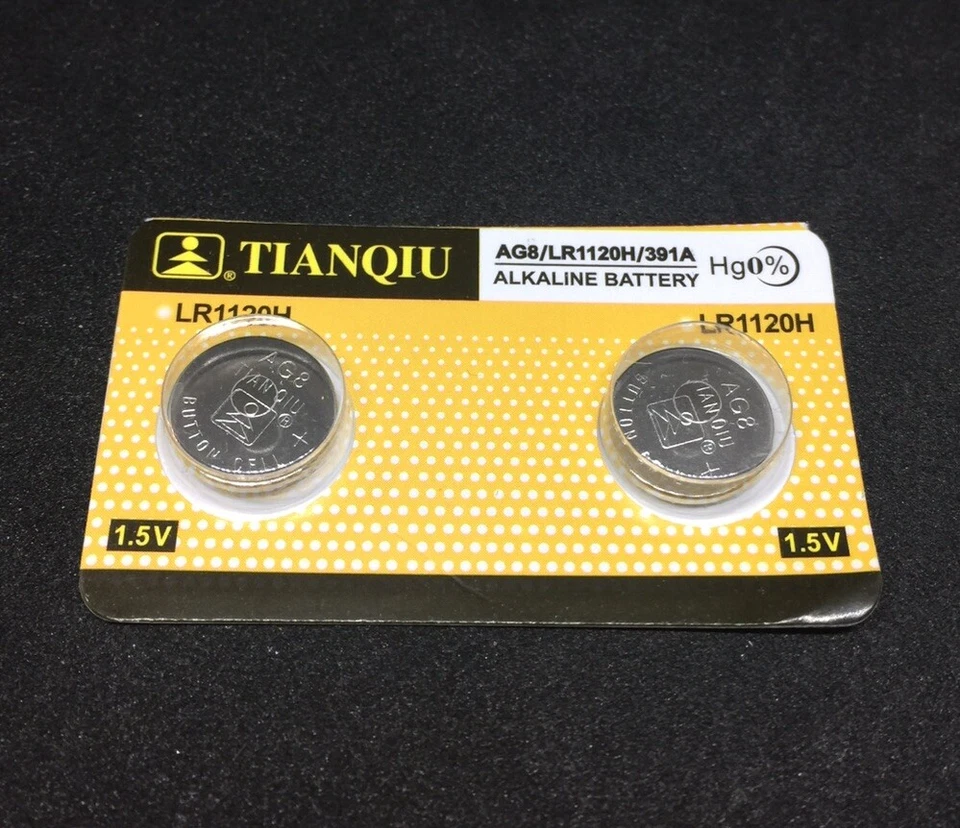 ® TIANQIU
AG8/LR1120H/391A
ALKALINE BATTERY
Hg0%
LR1120H
LR1120H
AG8
TIANQIU ®
BUTTON CELL
+
AG8
TIANQIU ®
BUTTON
+
1.5V
1.5V